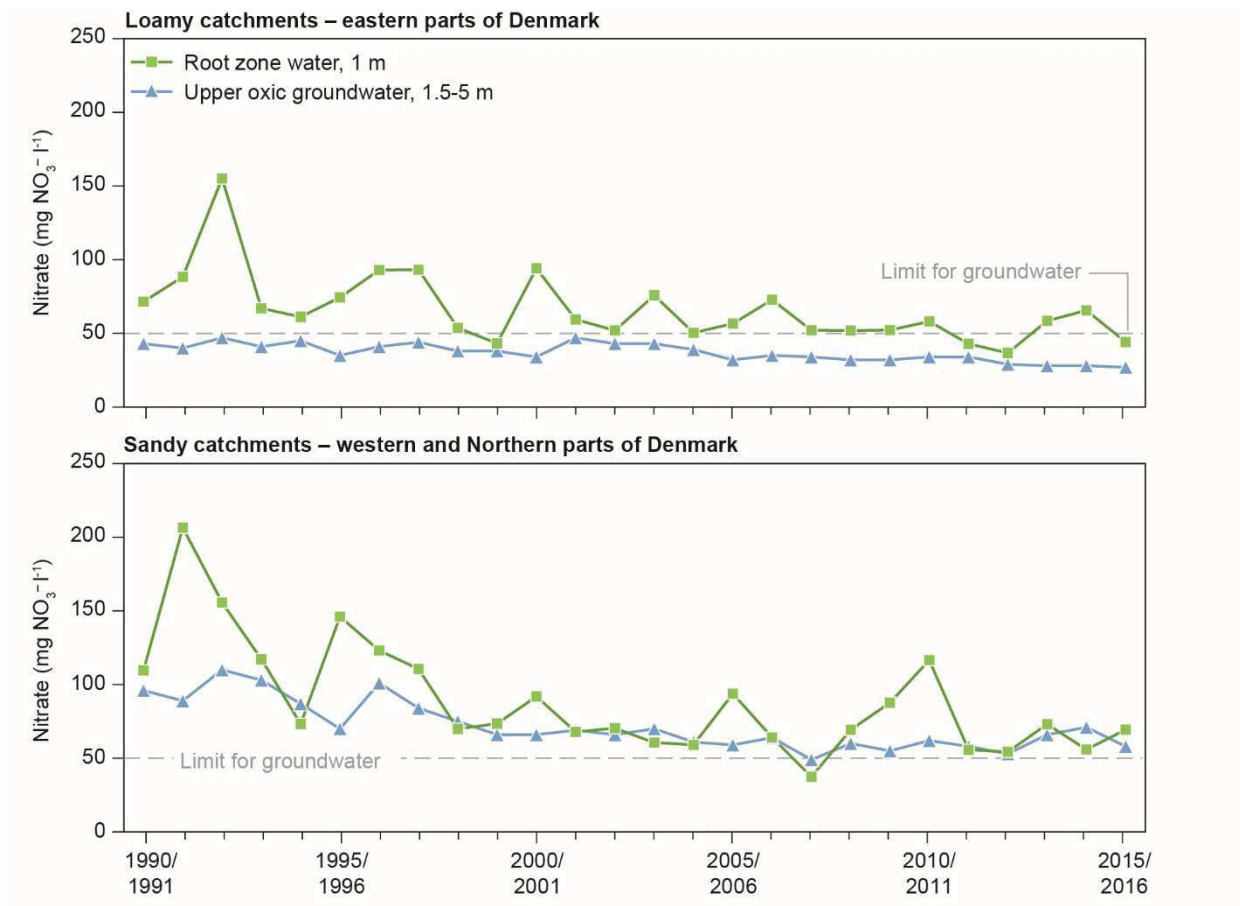 Loamy catchments – eastern parts of Denmark
250
200
150
100
50
0
Nitrate (mg NO₃⁻ l⁻¹)
Root zone water, 1 m
Upper oxic groundwater, 1.5-5 m
Limit for groundwater
Sandy catchments – western and Northern parts of Denmark
250
200
150
100
50
0
Nitrate (mg NO₃⁻ l⁻¹)
Limit for groundwater
1990/ 1995/ 2000/ 2005/ 2010/ 2015/
1991 1996 2001 2006 2011 2016